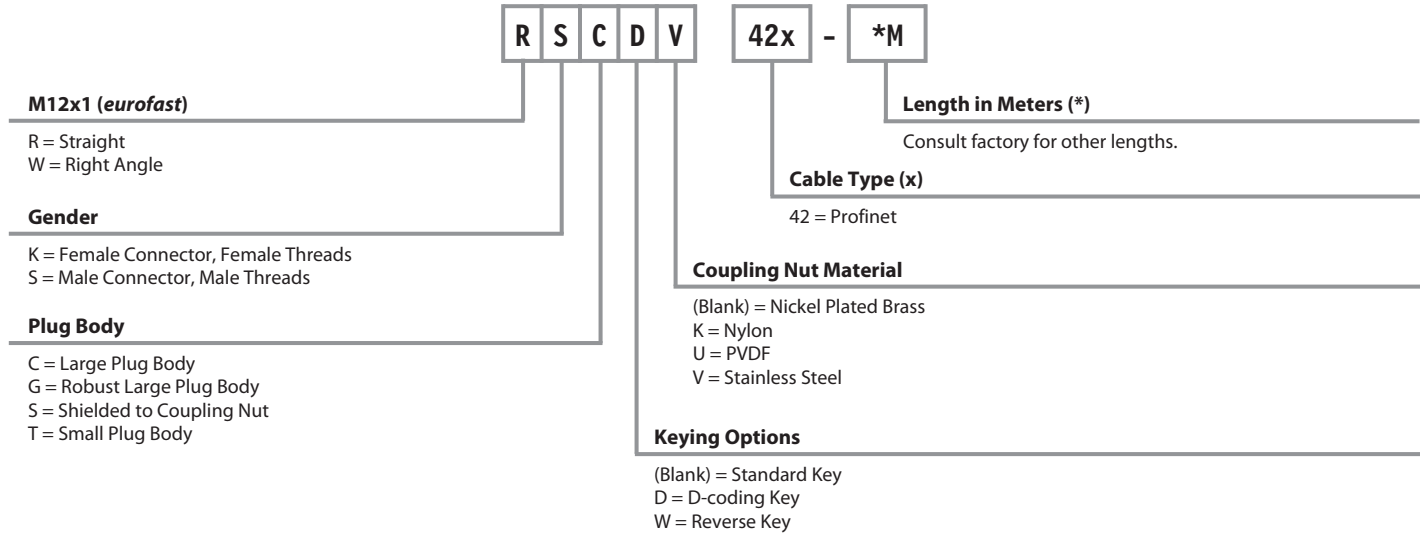 R S C D V 42x - *M
M12x1 (eurofast)
R = Straight
W = Right Angle
Gender
K = Female Connector, Female Threads
S = Male Connector, Male Threads
Plug Body
C = Large Plug Body
G = Robust Large Plug Body
S = Shielded to Coupling Nut
T = Small Plug Body
Length in Meters (*)
Consult factory for other lengths.
Cable Type (x)
42 = Profinet
Coupling Nut Material
(Blank) = Nickel Plated Brass
K = Nylon
U = PVDF
V = Stainless Steel
Keying Options
(Blank) = Standard Key
D = D-coding Key
W = Reverse Key